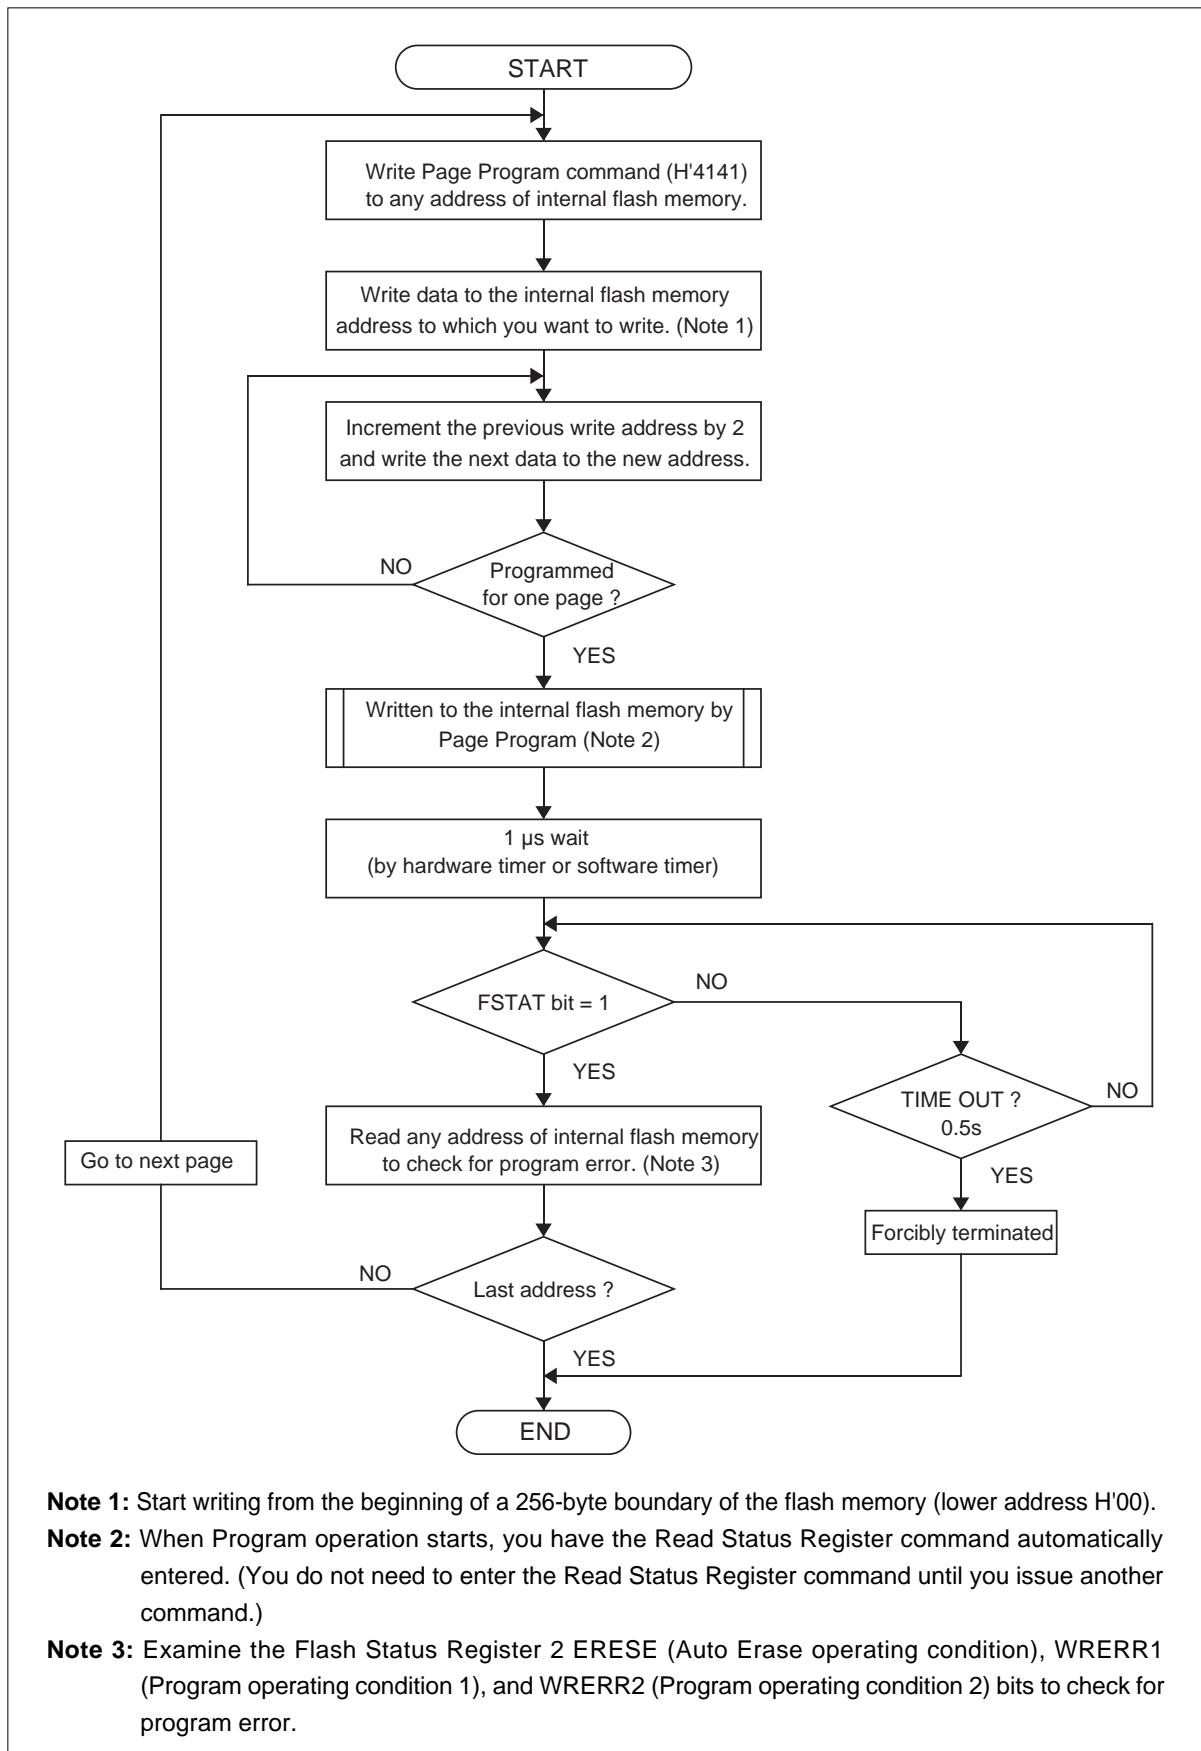 START
Write Page Program command (H'4141)
to any address of internal flash memory.
Write data to the internal flash memory
address to which you want to write. (Note 1)
Increment the previous write address by 2
and write the next data to the new address.
NO
Programmed
for one page ?
YES
Written to the internal flash memory by
Page Program (Note 2)
1 µs wait
(by hardware timer or software timer)
FSTAT bit = 1
NO
YES
TIME OUT ?
0.5s
NO
YES
Read any address of internal flash memory
to check for program error. (Note 3)
Go to next page
Forcibly terminated
NO
Last address ?
YES
END
Note 1: Start writing from the beginning of a 256-byte boundary of the flash memory (lower address H'00).
Note 2: When Program operation starts, you have the Read Status Register command automatically
entered. (You do not need to enter the Read Status Register command until you issue another
command.)
Note 3: Examine the Flash Status Register 2 ERESE (Auto Erase operating condition), WRERR1
(Program operating condition 1), and WRERR2 (Program operating condition 2) bits to check for
program error.